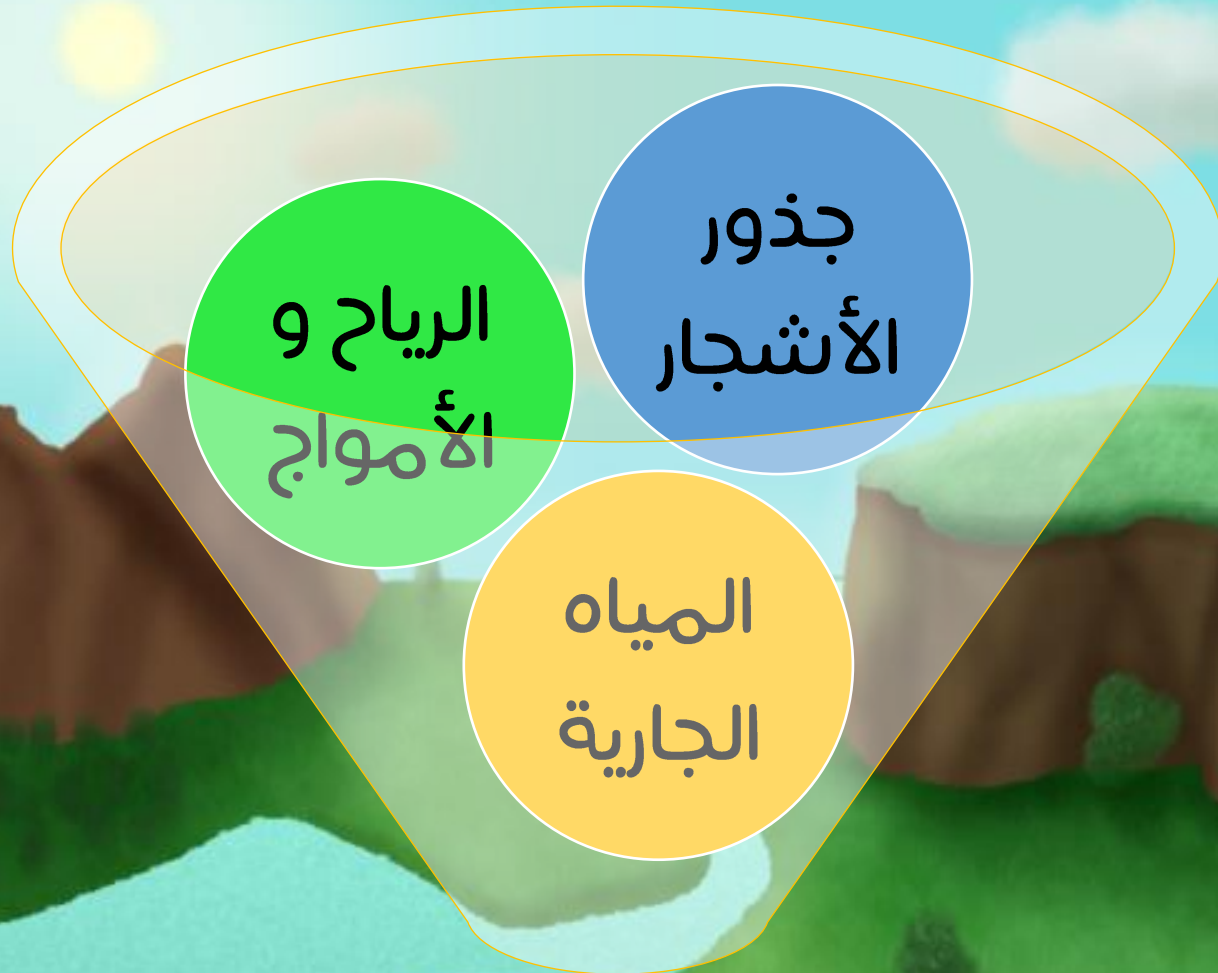 جذور
الأشجار
الرياح و
الأمواج
المياه
الجارية